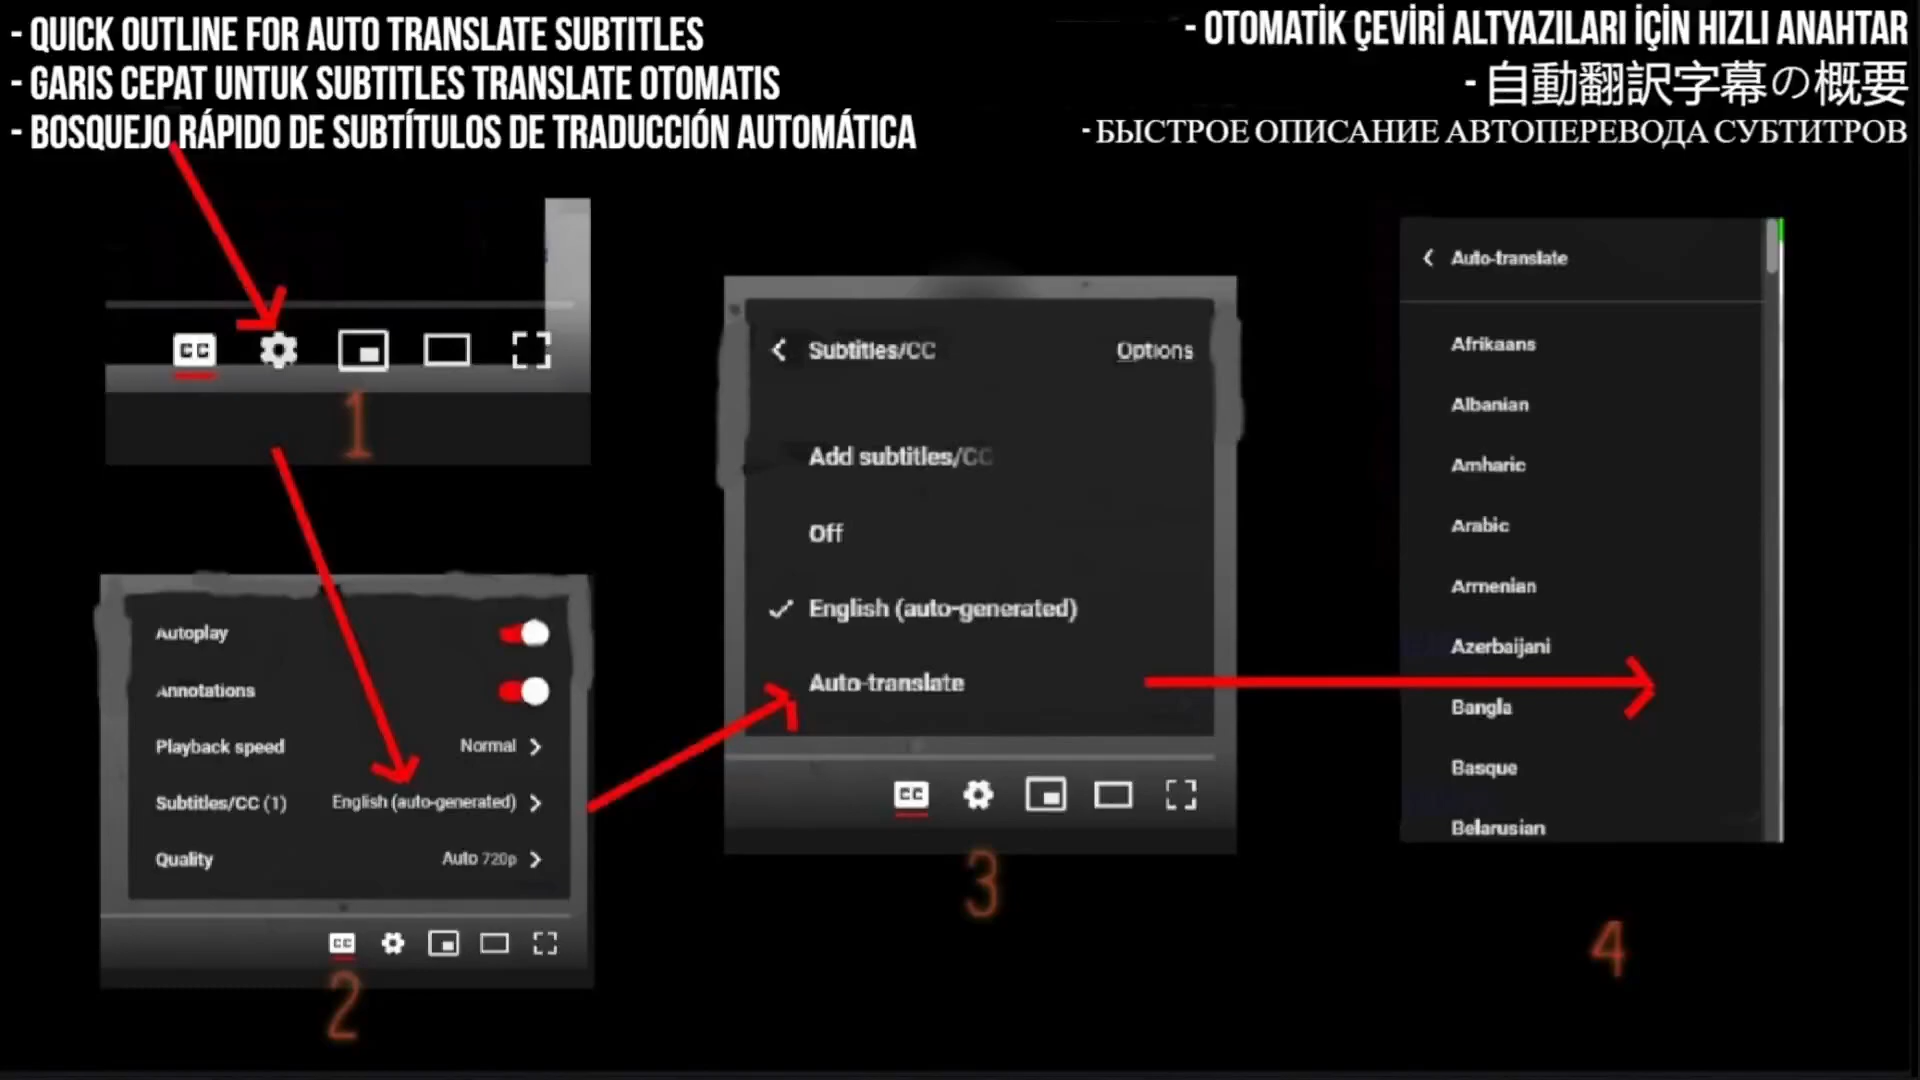 - QUICK OUTLINE FOR AUTO TRANSLATE SUBTITLES
- GARIS CEPAT UNTUK SUBTITLES TRANSLATE OTOMATIS
- BOSQUEJO RÁPIDO DE SUBTÍTULOS DE TRADUCCIÓN AUTOMÁTICA
- OTOMATİK ÇEVİRİ ALTYAZILARI İÇİN HIZLI ANAHTAR
- 自動翻訳字幕の概要
- БЫСТРОЕ ОПИСАНИЕ АВТОПЕРЕВОДА СУБТИТРОВ
CC
1
Autoplay
Annotations
Playback speed Normal
Subtitles/CC (1) English (auto-generated)
Quality Auto 720p
CC
2
Subtitles/CC Options
Add subtitles/CC
Off
English (auto-generated)
Auto-translate
CC
3
Auto-translate
Afrikaans
Albanian
Amharic
Arabic
Armenian
Azerbaijani
Bangla
Basque
Belarusian
4